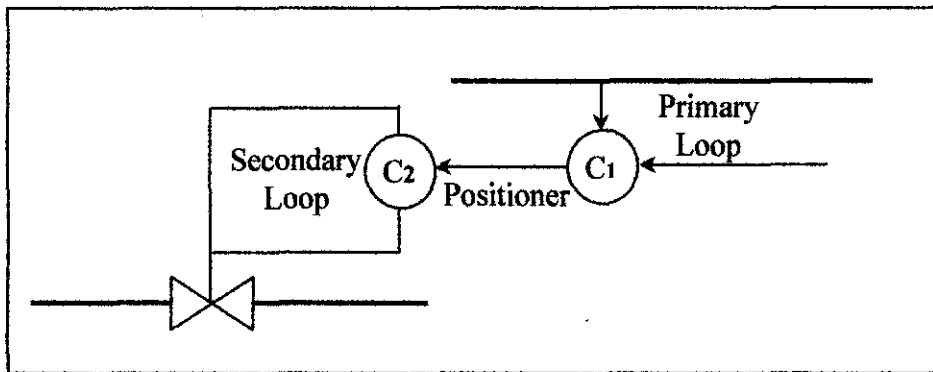 Primary
Loop
Secondary
Loop
C2
Positioner
C1